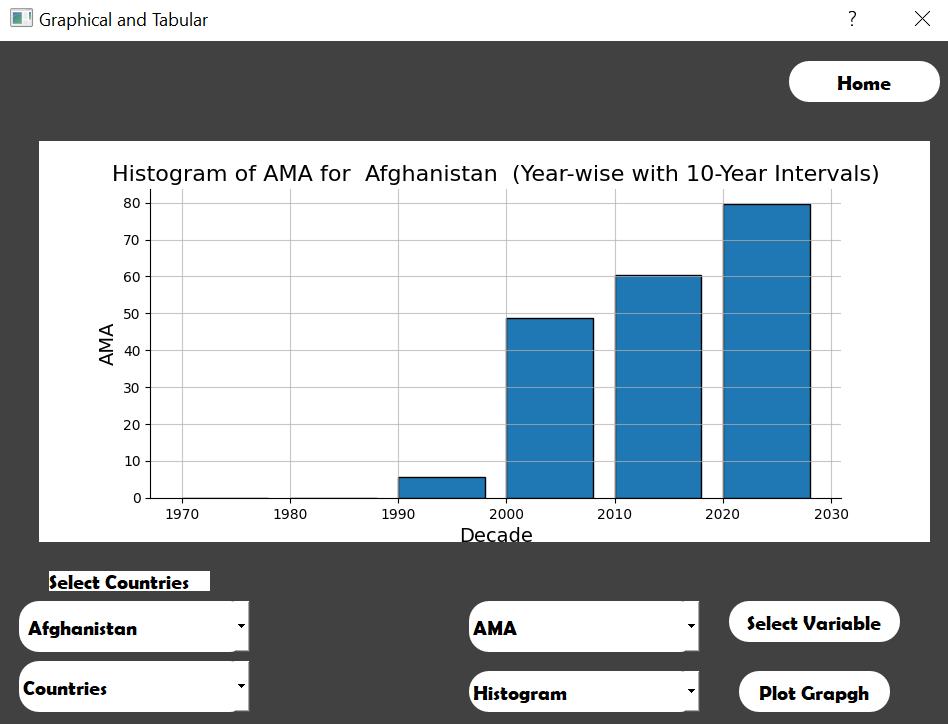 Graphical and Tabular
?
Home
Histogram of AMA for  Afghanistan  (Year-wise with 10-Year Intervals)
80
70
60
50
40
30
20
10
0
AMA
1970 1980 1990 2000 2010 2020 2030
Decade
Select Countries
Afghanistan AMA Select Variable
Countries Histogram Plot Grapgh